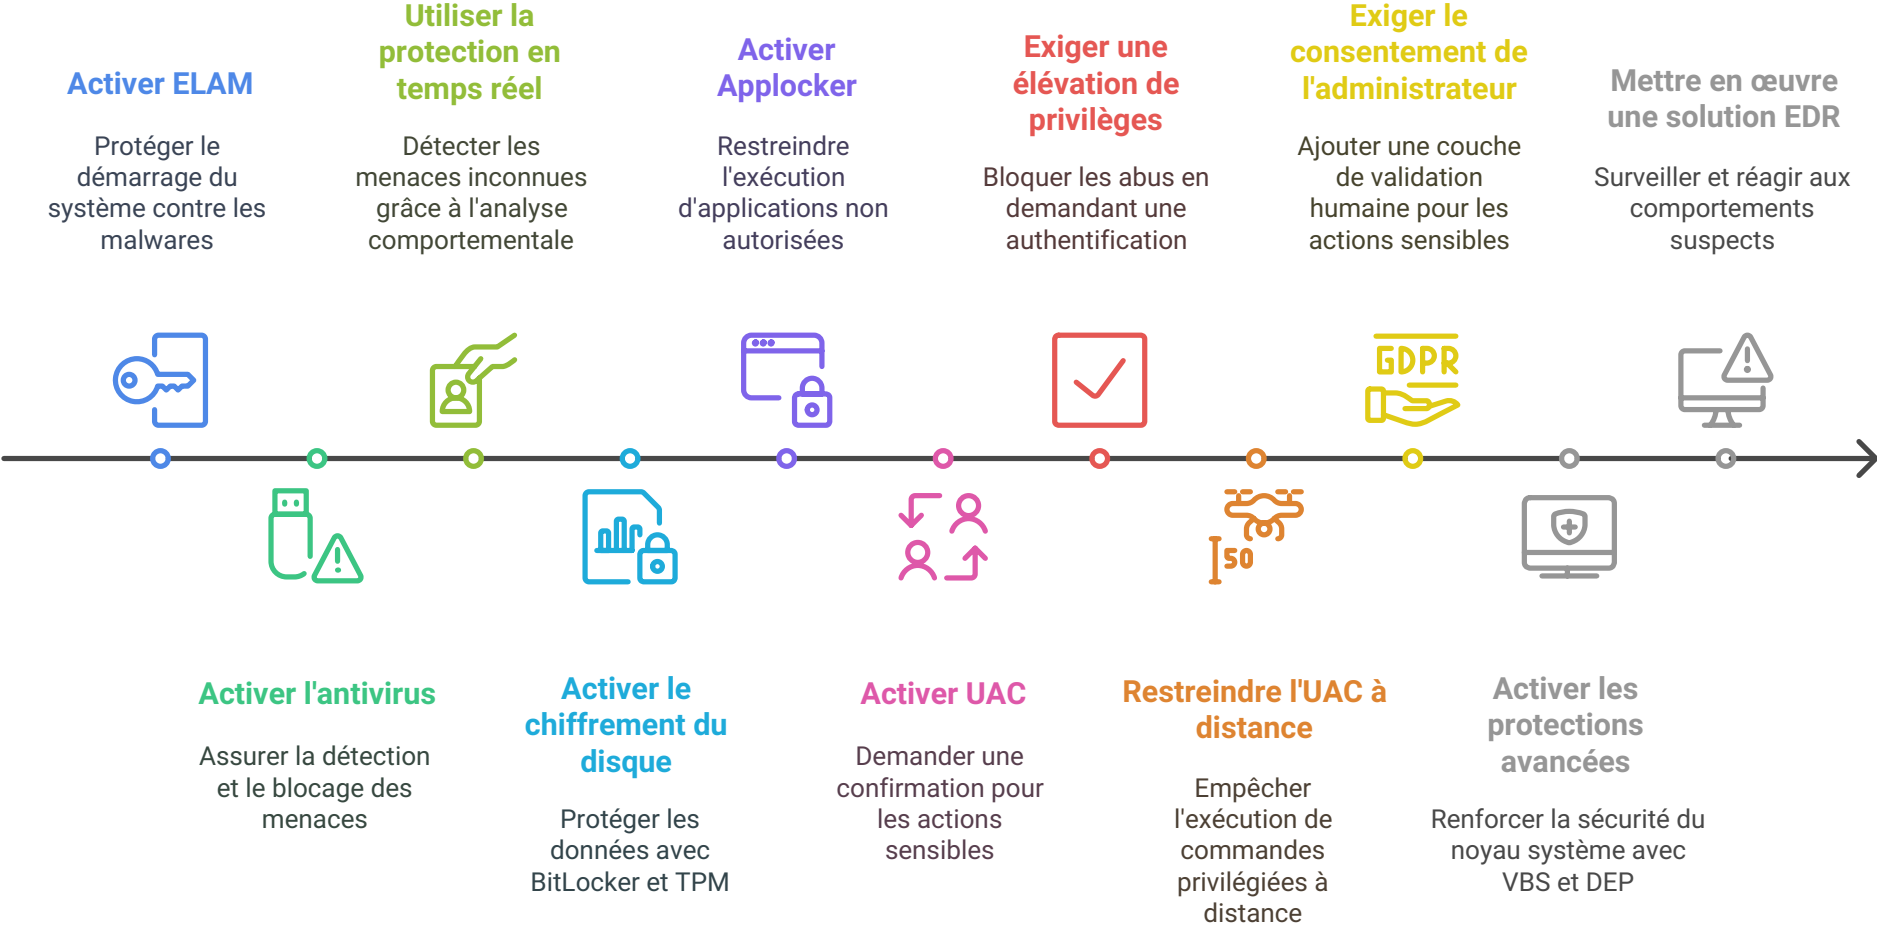 Activer ELAM
Protéger le
démarrage du
système contre les
malwares
Utiliser la
protection en
temps réel
Détecter les
menaces inconnues
grâce à l'analyse
comportementale
Activer
Applocker
Restreindre
l'exécution
d'applications non
autorisées
Exiger une
élévation de
privilèges
Bloquer les abus en
demandant une
authentification
Exiger le
consentement de
l'administrateur
Ajouter une couche
de validation
humaine pour les
actions sensibles
Mettre en œuvre
une solution EDR
Surveiller et réagir aux
comportements
suspects
GDPR
50
Activer l'antivirus
Assurer la détection
et le blocage des
menaces
Activer le
chiffrement du
disque
Protéger les
données avec
BitLocker et TPM
Activer UAC
Demander une
confirmation pour
les actions
sensibles
Restreindre l'UAC à
distance
Empêcher
l'exécution de
commandes
privilégiées à
distance
Activer les
protections
avancées
Renforcer la sécurité du
noyau système avec
VBS et DEP